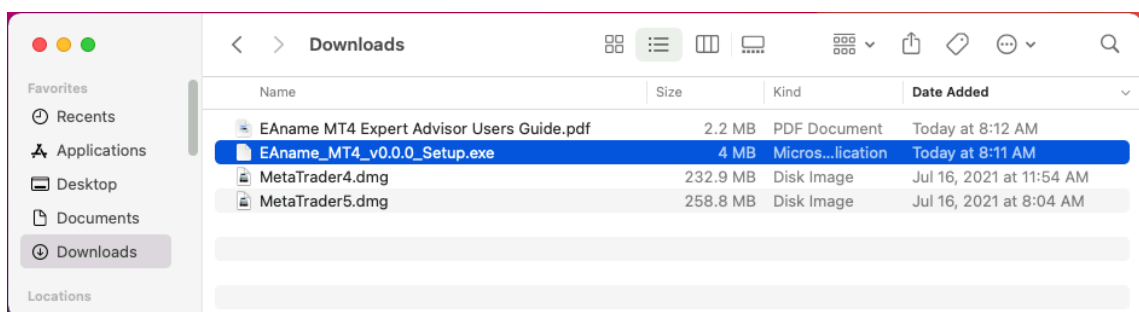 Downloads
Favorites
Recents
Applications
Desktop
Documents
Downloads
Locations
Name Size Kind Date Added
EAname MT4 Expert Advisor Users Guide.pdf 2.2 MB PDF Document Today at 8:12 AM
EAname_MT4_v0.0.0_Setup.exe 4 MB Micros...lication Today at 8:11 AM
MetaTrader4.dmg 232.9 MB Disk Image Jul 16, 2021 at 11:54 AM
MetaTrader5.dmg 258.8 MB Disk Image Jul 16, 2021 at 8:04 AM